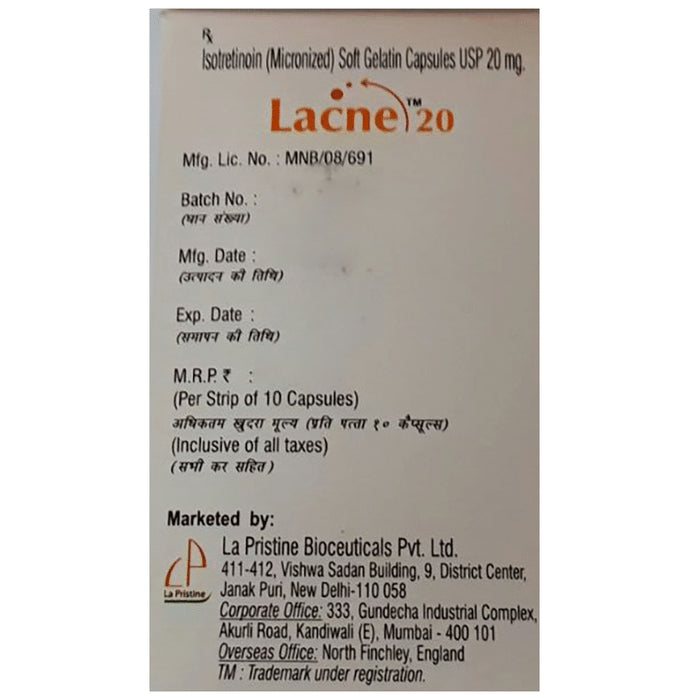 Rx
Isotretinoin (Micronized) Soft Gelatin Capsules USP 20 mg.
Lacne™ 20
Mfg. Lic. No. : MNB/08/691
Batch No. :
(घान संख्या)
Mfg. Date :
(उत्पादन की तिथि)
Exp. Date :
(समापन की तिथि)
M.R.P. ₹ :
(Per Strip of 10 Capsules)
अधिकतम खुदरा मूल्य (प्रति पत्ता १० कैप्सूल्स)
(Inclusive of all taxes)
(सभी कर सहित)
Marketed by:
La Pristine Bioceuticals Pvt. Ltd.
411-412, Vishwa Sadan Building, 9, District Center,
Janak Puri, New Delhi-110 058
La Pristine
Corporate Office: 333, Gundecha Industrial Complex,
Akurli Road, Kandiwali (E), Mumbai - 400 101
Overseas Office: North Finchley, England
TM : Trademark under registration.